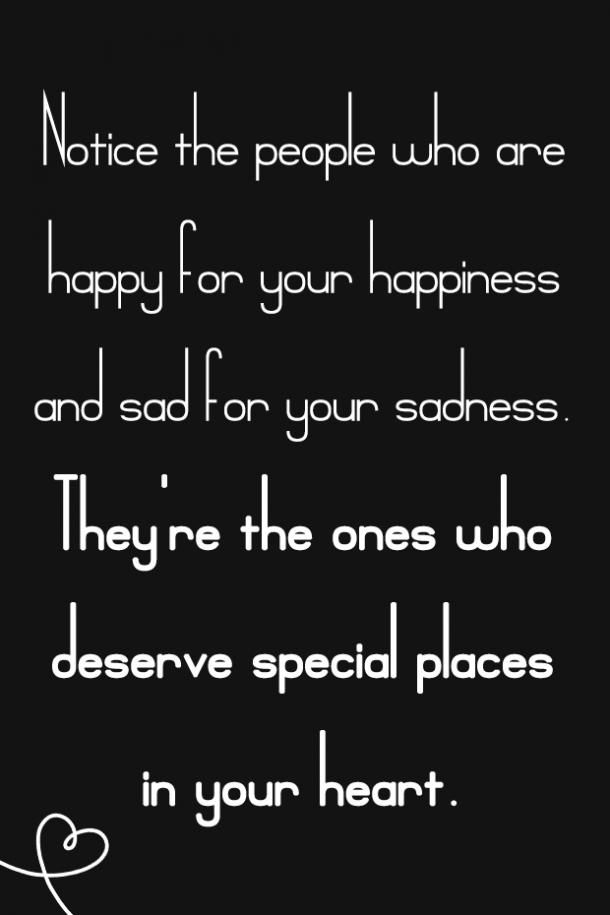 Notice the people who are
happy for your happiness
and sad for your sadness.
They're the ones who
deserve special places
in your heart.